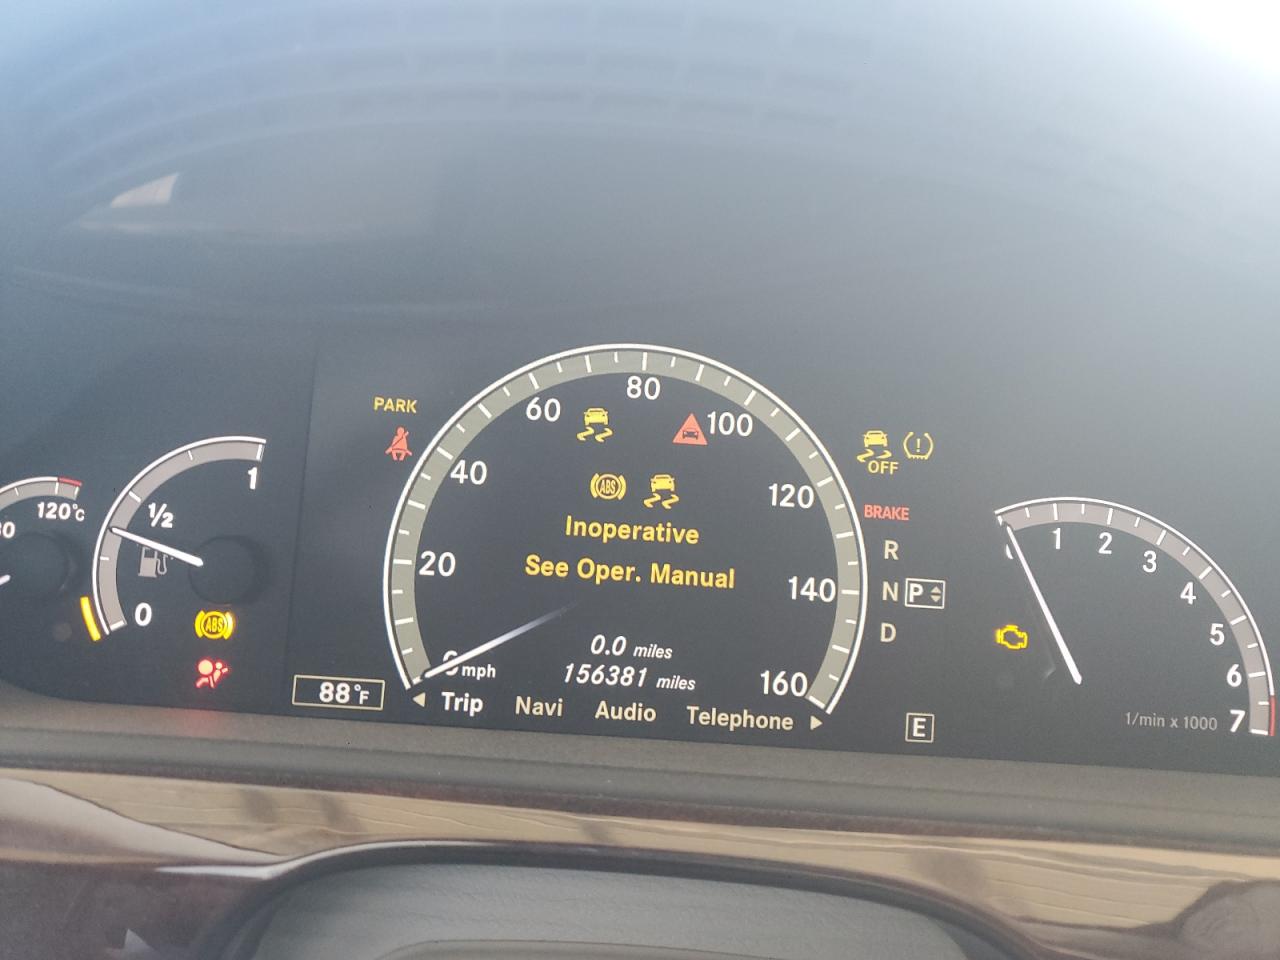 80
60
100
PARK
OFF
1
40
120
120°C
½
ABS
BRAKE
Inoperative
1
2
3
R
20
See Oper. Manual
140
N P
4
0
ABS
D
5
0.0 miles
mph
156381 miles
160
6
88°F
Trip
Navi
Audio
Telephone
E
1/min x 1000
7